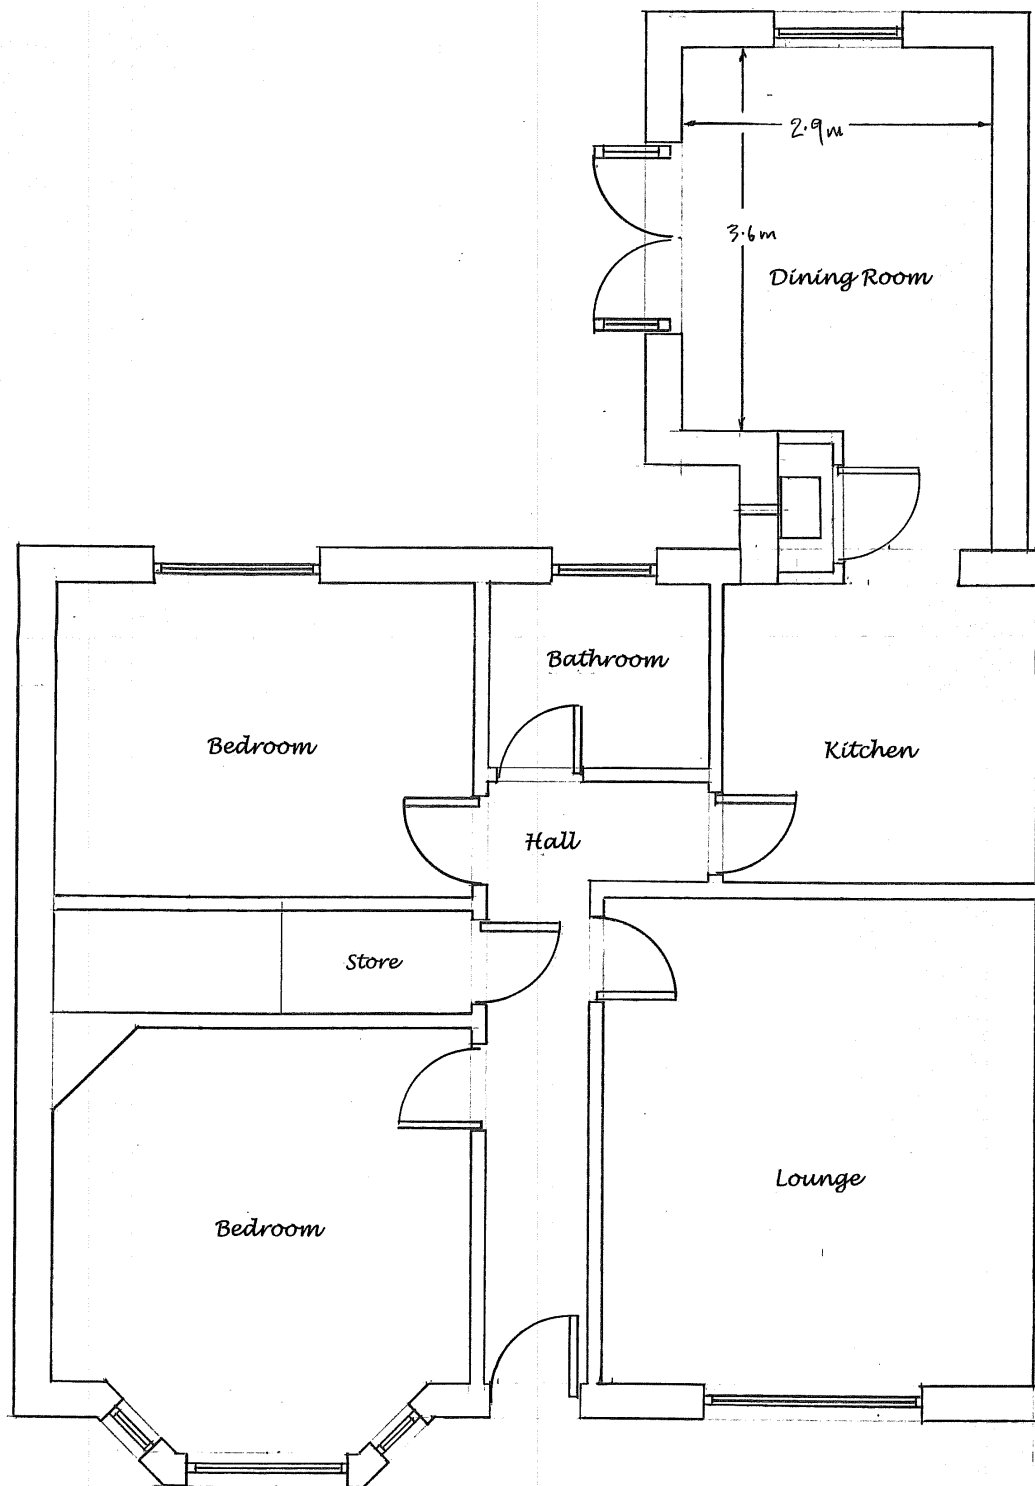 2.9m
3.6m
Dining Room
Bathroom
Bedroom
Kitchen
Hall
Store
Lounge
Bedroom